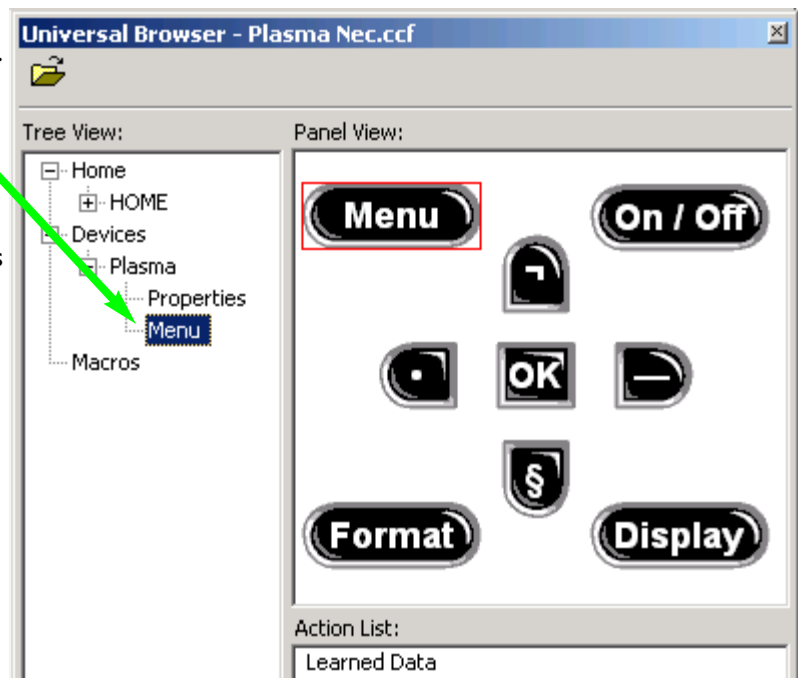 Universal Browser - Plasma Nec.ccf
.
Tree View:
Panel View:
Home
HOME
Devices
s
Plasma
Properties
Menu
Macros
Menu
On / Off
¬
•
OK
—
§
Format
Display
Action List:
Learned Data